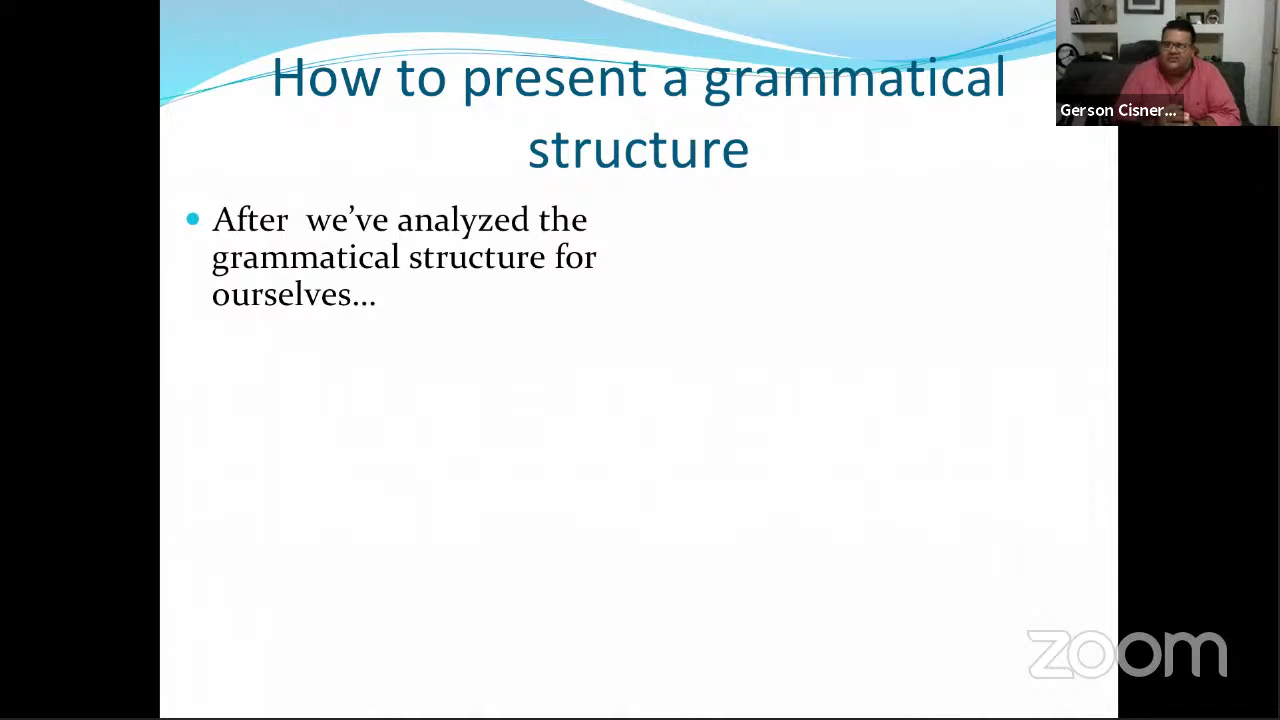 How to present a grammatical
structure
Gerson Cisner...
• After  we’ve analyzed the
grammatical structure for
ourselves…
zoom